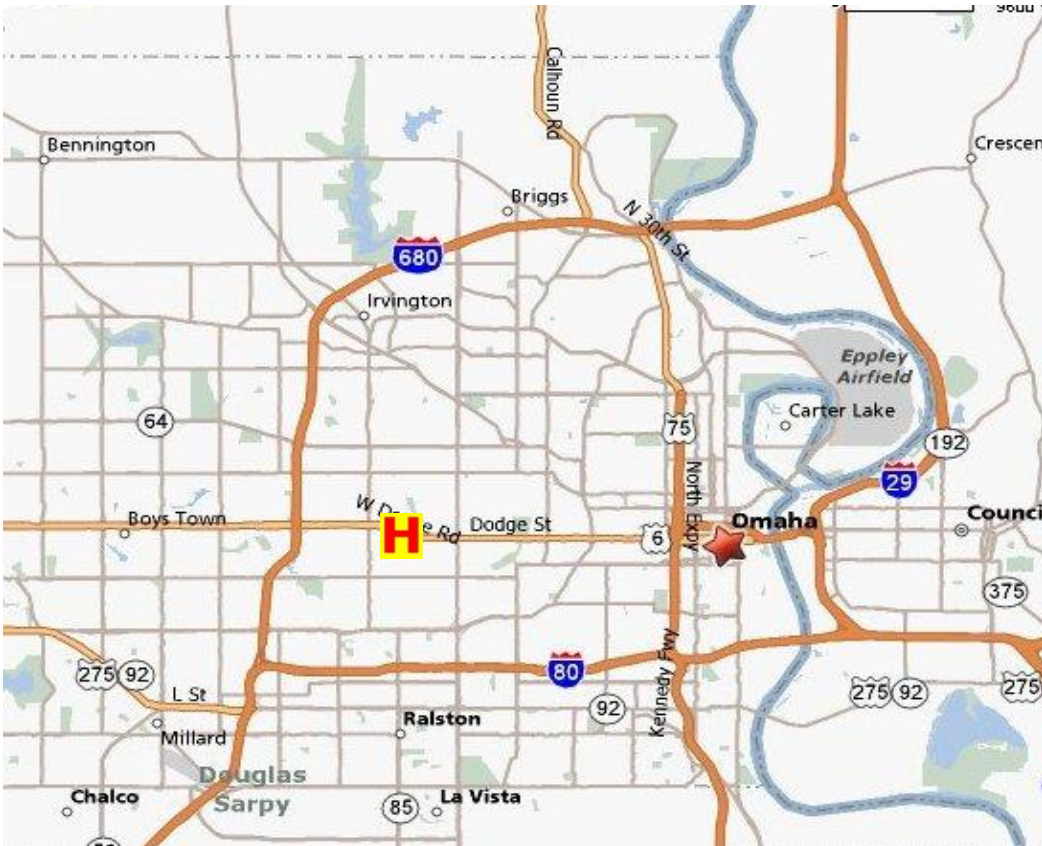 9600
Calhoun Rd
Bennington
Crescen
Briggs
N 30th St
680
Irvington
Eppley
Airfield
64
Carter Lake
75
192
North Expy
29
Boys Town
Dodge St
6
Omaha
Counci
H
375
Kennedy Fwy
80
275
92
L St
92
275
92
275
Millard
Ralston
Douglas
Sarpy
Chalco
85
La Vista